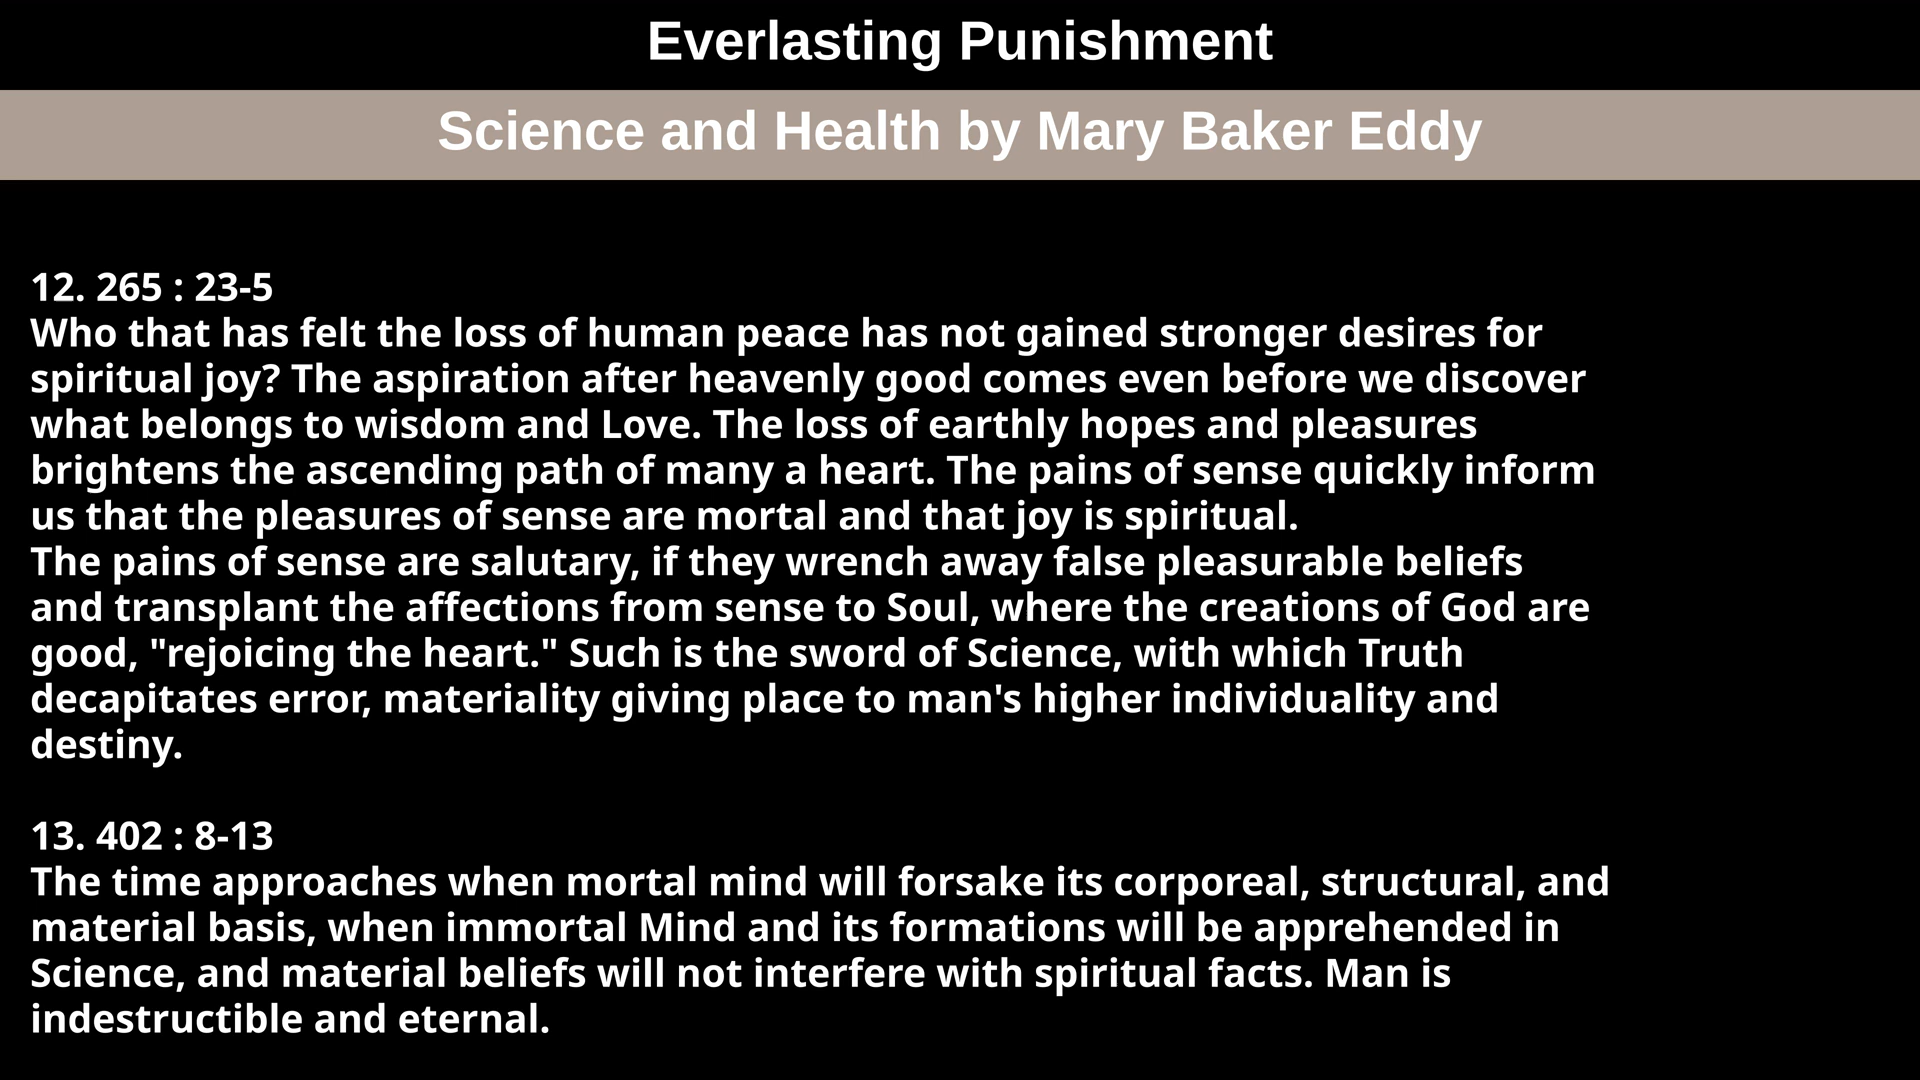 Everlasting Punishment
Science and Health by Mary Baker Eddy
12. 265 : 23-5
Who that has felt the loss of human peace has not gained stronger desires for
spiritual joy? The aspiration after heavenly good comes even before we discover
what belongs to wisdom and Love. The loss of earthly hopes and pleasures
brightens the ascending path of many a heart. The pains of sense quickly inform
us that the pleasures of sense are mortal and that joy is spiritual.
The pains of sense are salutary, if they wrench away false pleasurable beliefs
and transplant the affections from sense to Soul, where the creations of God are
good, "rejoicing the heart." Such is the sword of Science, with which Truth
decapitates error, materiality giving place to man's higher individuality and
destiny.
13. 402 : 8-13
The time approaches when mortal mind will forsake its corporeal, structural, and
material basis, when immortal Mind and its formations will be apprehended in
Science, and material beliefs will not interfere with spiritual facts. Man is
indestructible and eternal.